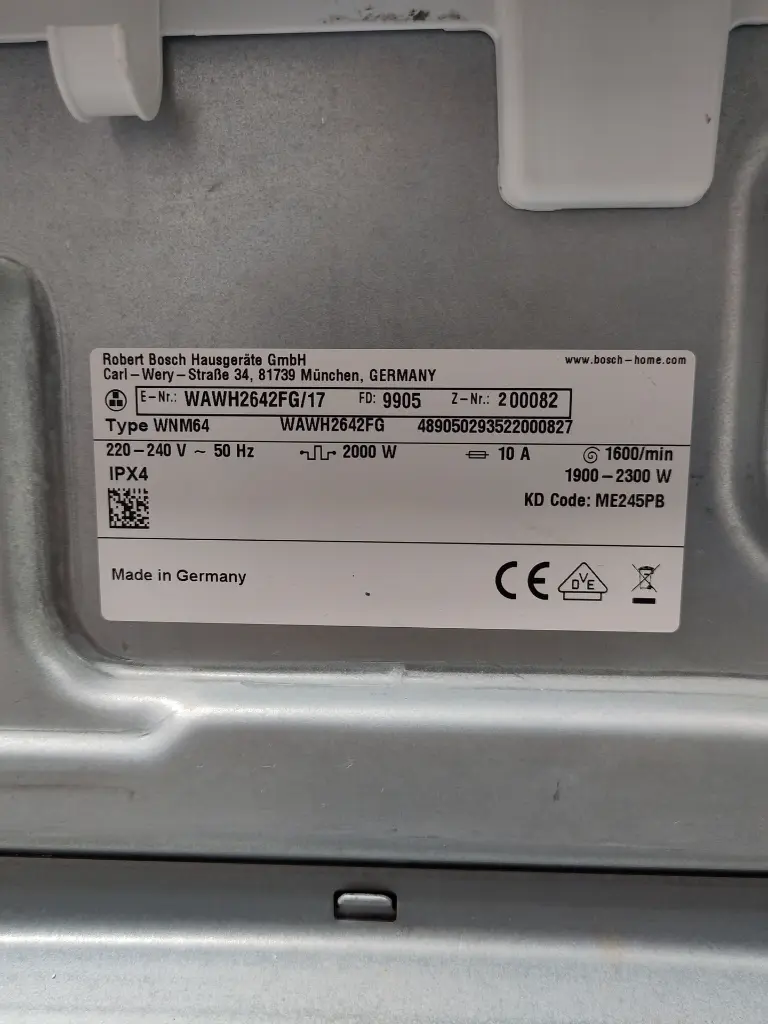 Robert Bosch Hausgeräte GmbH
www.bosch-home.com
Carl-Wery-Straße 34, 81739 München, GERMANY
E-Nr.: WAWH2642FG/17 FD: 9905 Z-Nr.: 200082
Type WNM64 WAWH2642FG 489050293522000827
220-240 V ~ 50 Hz 2000 W 10 A 1600/min
IPX4 1900-2300 W
KD Code: ME245PB
Made in Germany CE DVE